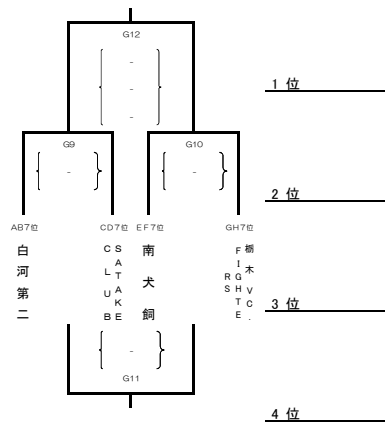 G12
-
-
-
1 位
G9
G10
-
-
2 位
AB7位
CD7位
EF7位
GH7位
白河第二
SATAKE
CLUB
南犬飼
栃木VC.
FIGHTE
RS
3 位
-
G11
4 位